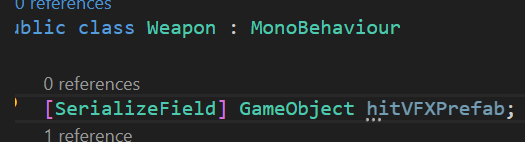 0 references
ublic class Weapon : MonoBehaviour
0 references
[SerializeField] GameObject hitVFXPrefab;
1 reference